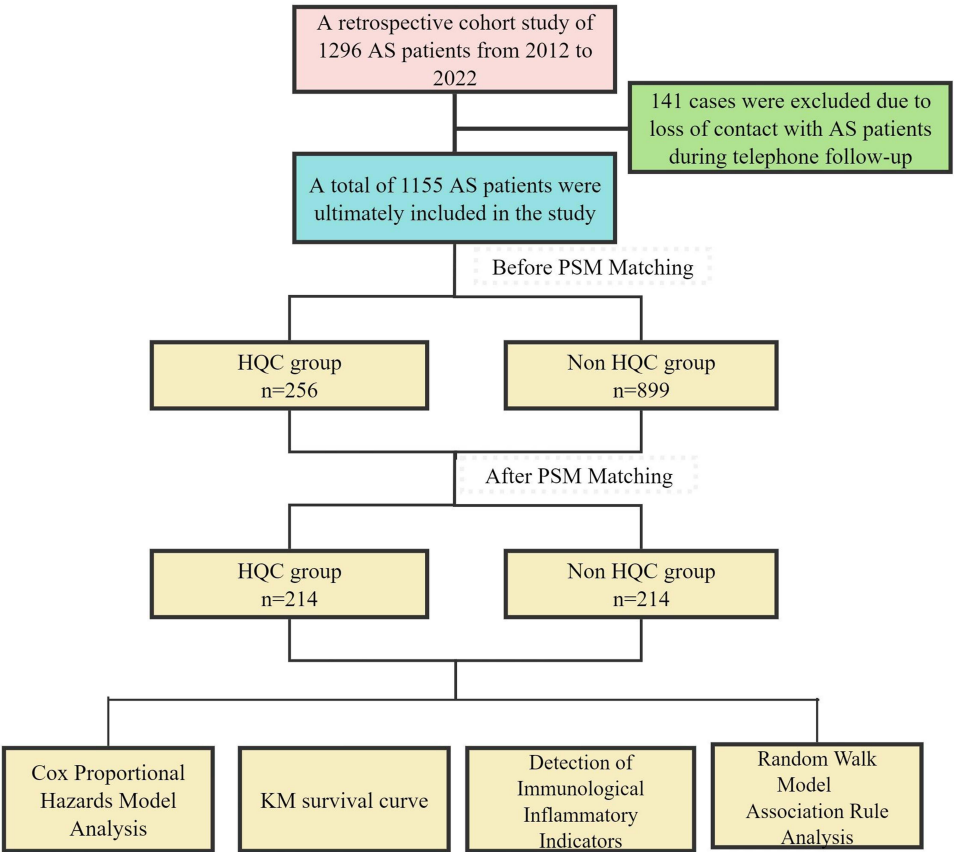 A retrospective cohort study of
1296 AS patients from 2012 to
2022
141 cases were excluded due to
loss of contact with AS patients
during telephone follow-up
A total of 1155 AS patients were
ultimately included in the study
Before PSM Matching
HQC group
n=256
Non HQC group
n=899
After PSM Matching
HQC group
n=214
Non HQC group
n=214
Cox Proportional
Hazards Model
Analysis
KM survival curve
Detection of
Immunological
Inflammatory
Indicators
Random Walk
Model
Association Rule
Analysis